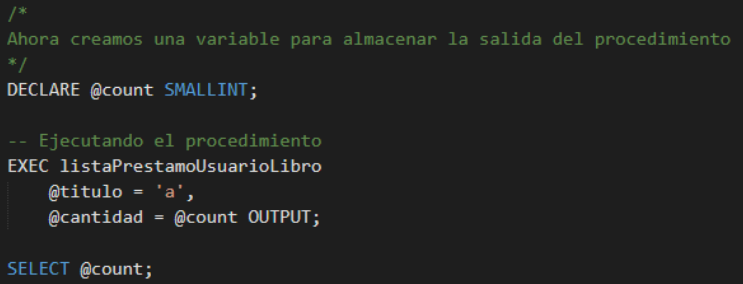 /*
Ahora creamos una variable para almacenar la salida del procedimiento
*/
DECLARE @count SMALLINT;
-- Ejecutando el procedimiento
EXEC listaPrestamoUsuarioLibro
@titulo = 'a',
@cantidad = @count OUTPUT;
SELECT @count;